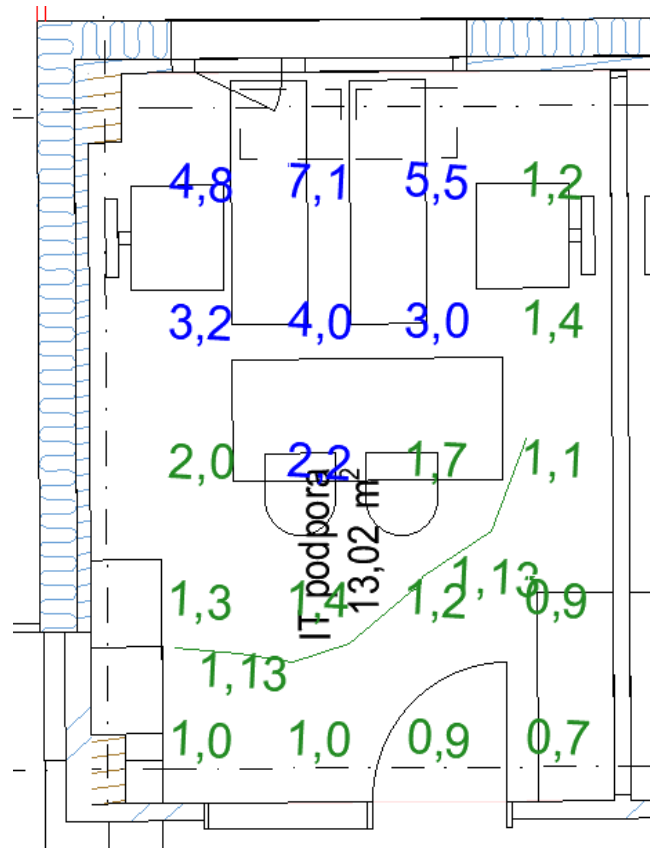 4,8 7,1 5,5 1,2
3,2 4,0 3,0 1,4
2,0 2,2 1,7 1,1
IT podpora
13,02 m²
1,13
1,3 1,4 1,2 0,9
1,13
1,0 1,0 0,9 0,7